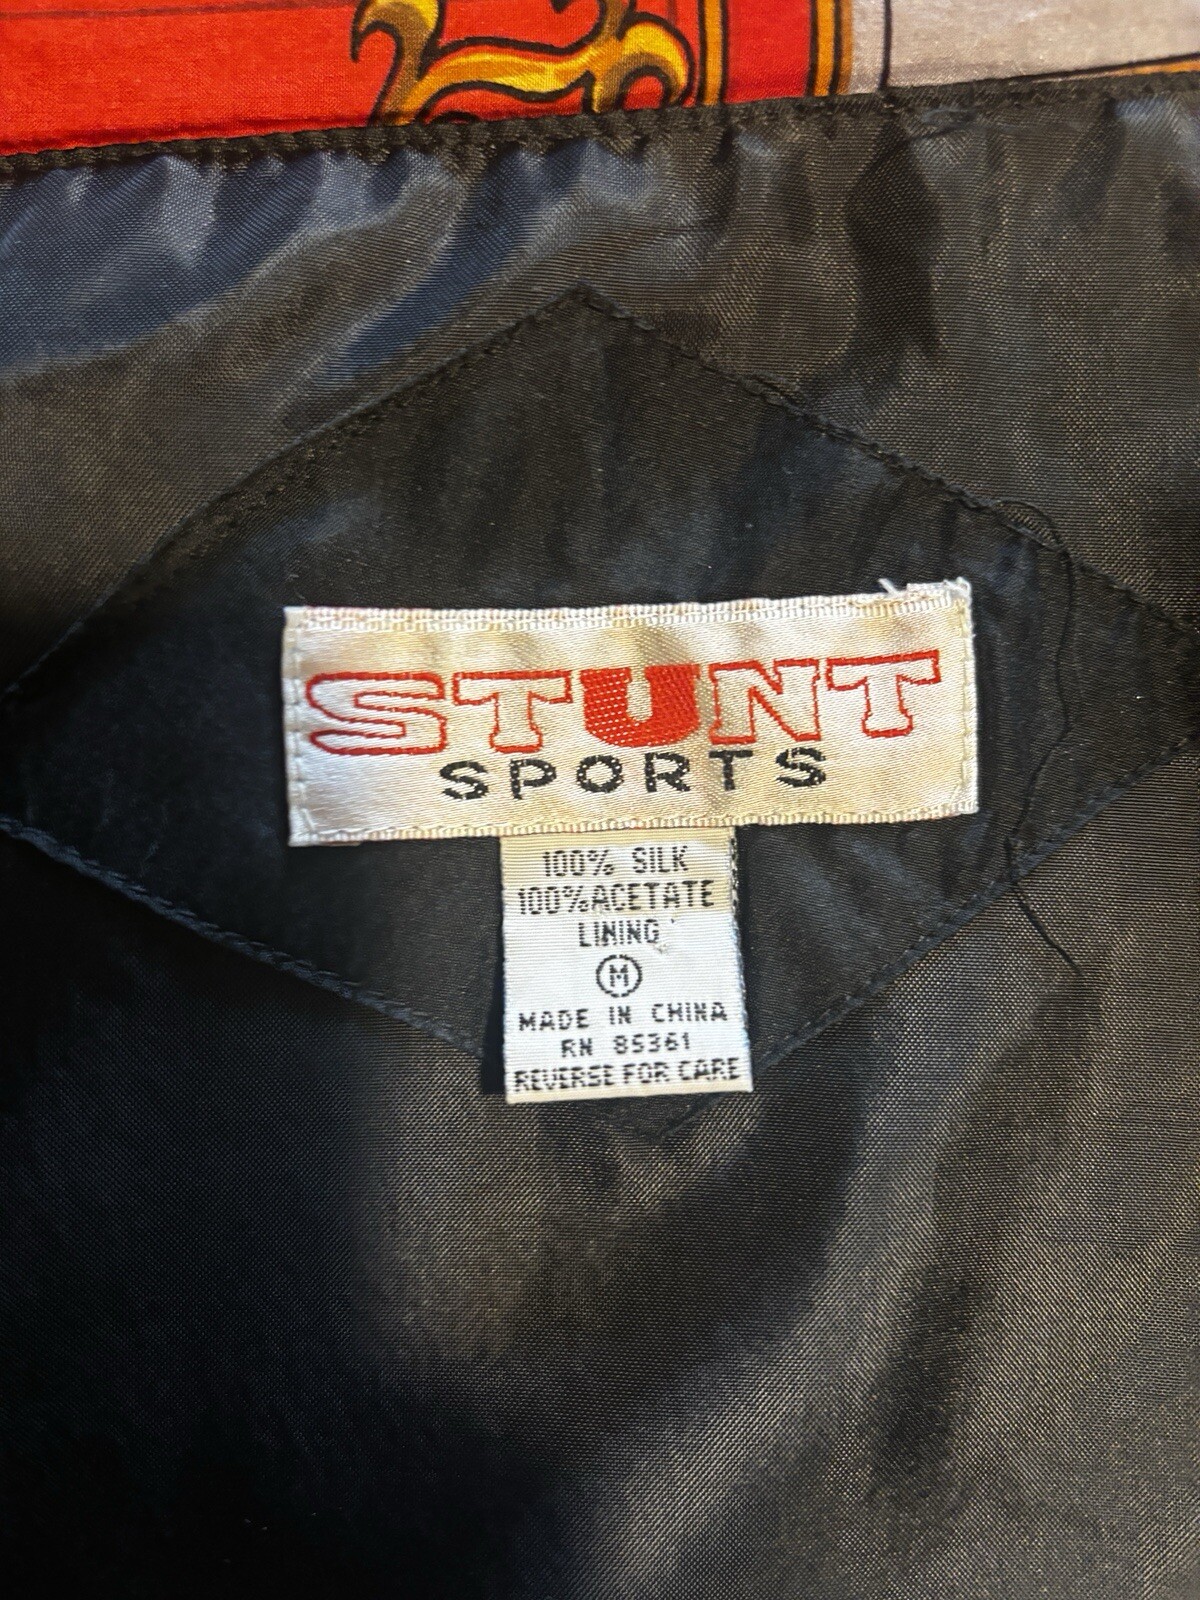 STUNT
SPORTS
100% SILK
100% ACETATE
LINING
M
MADE IN CHINA
RN 85361
REVERSE FOR CARE